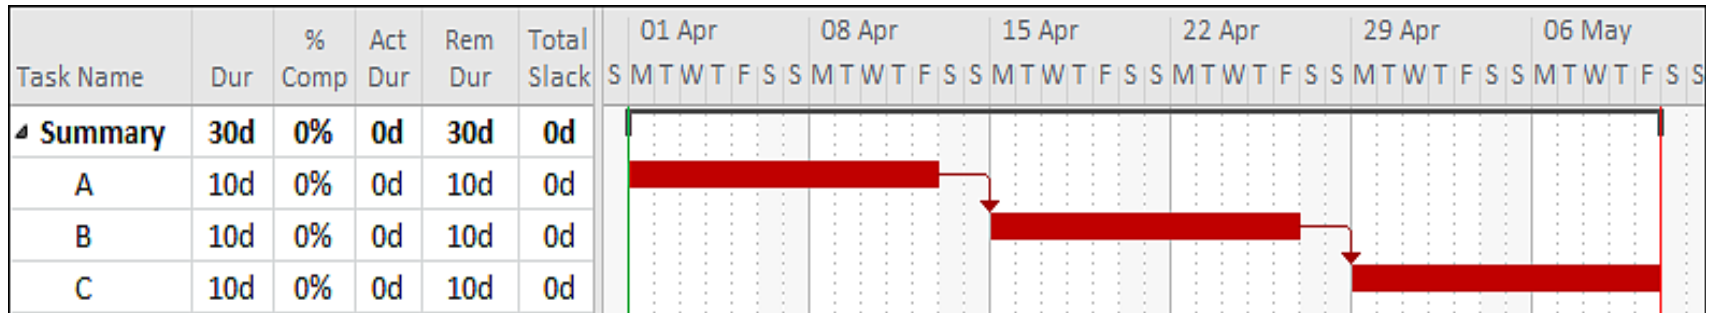 01 Apr 08 Apr 15 Apr 22 Apr 29 Apr 06 May
% Act Rem Total
Task Name Dur Comp Dur Dur Slack S M T W T F S S M T W T F S S M T W T F S S M T W T F S S M T W T F S S M T W T F S S
Summary 30d 0% 0d 30d 0d
A 10d 0% 0d 10d 0d
B 10d 0% 0d 10d 0d
C 10d 0% 0d 10d 0d